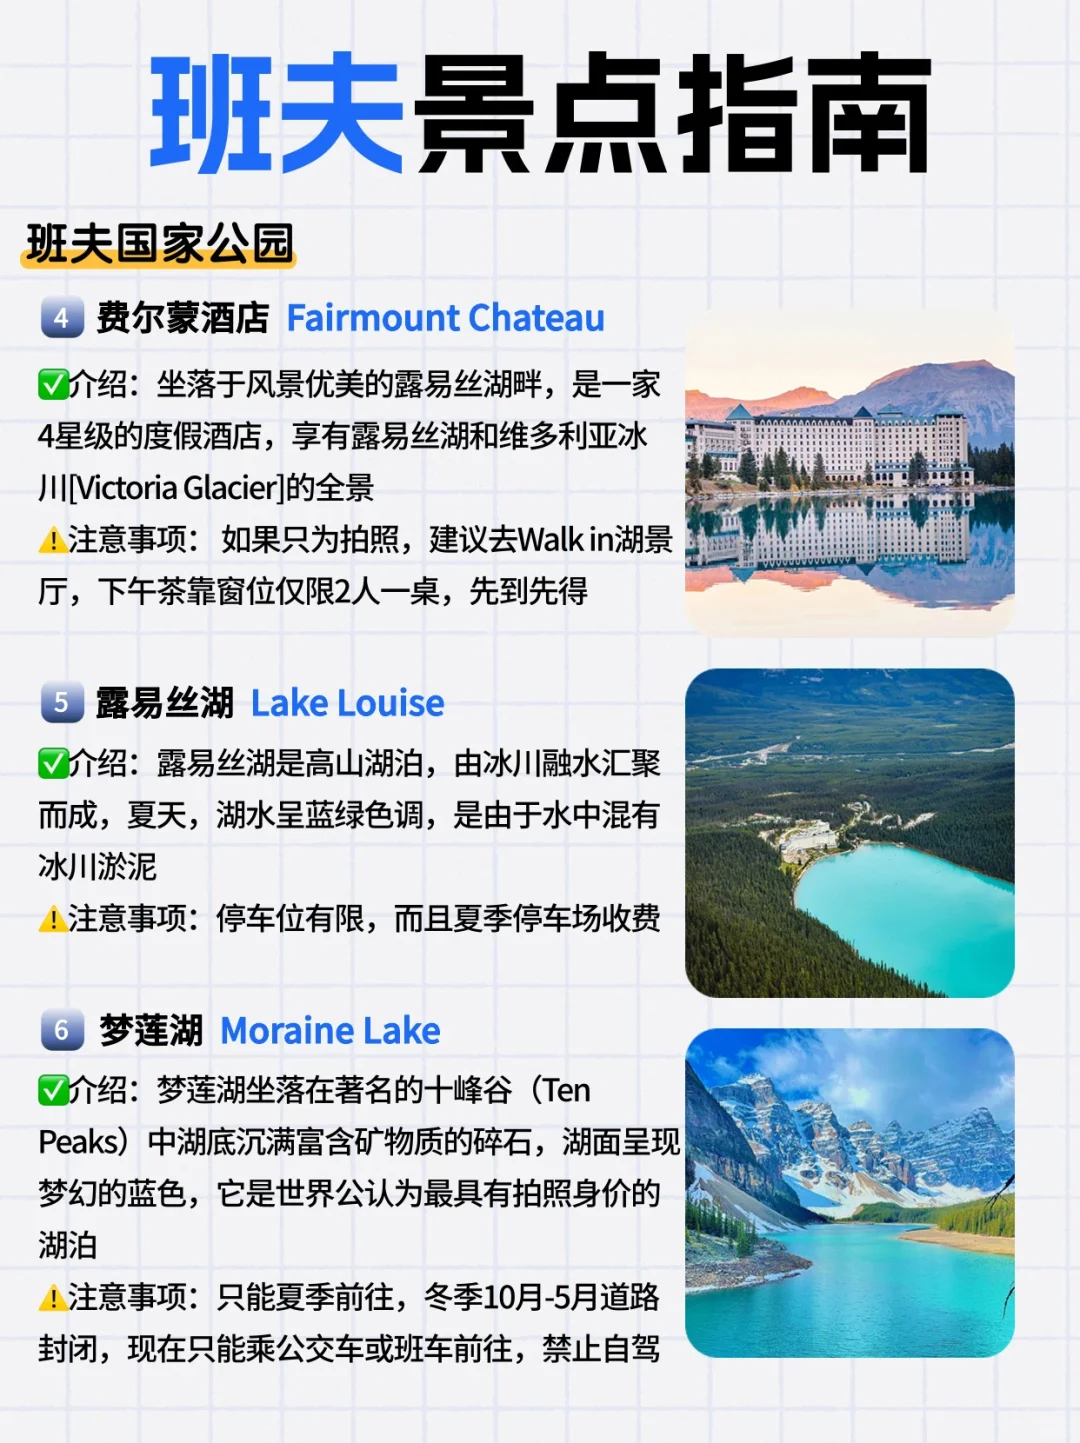 班夫景点指南
班夫国家公园
4 费尔蒙酒店 Fairmount Chateau
✅介绍：坐落于风景优美的露易丝湖畔，是一家
4星级的度假酒店，享有露易丝湖和维多利亚冰
川[Victoria Glacier]的全景
⚠️注意事项： 如果只为拍照，建议去Walk in湖景
厅，下午茶靠窗位仅限2人一桌，先到先得
5 露易丝湖 Lake Louise
✅介绍：露易丝湖是高山湖泊，由冰川融水汇聚
而成，夏天，湖水呈蓝绿色调，是由于水中混有
冰川淤泥
⚠️注意事项：停车位有限，而且夏季停车场收费
6 梦莲湖 Moraine Lake
✅介绍：梦莲湖坐落在著名的十峰谷（Ten
Peaks）中湖底沉满富含矿物质的碎石，湖面呈现
梦幻的蓝色，它是世界公认为最具有拍照身价的
湖泊
⚠️注意事项：只能夏季前往，冬季10月-5月道路
封闭，现在只能乘公交车或班车前往，禁止自驾